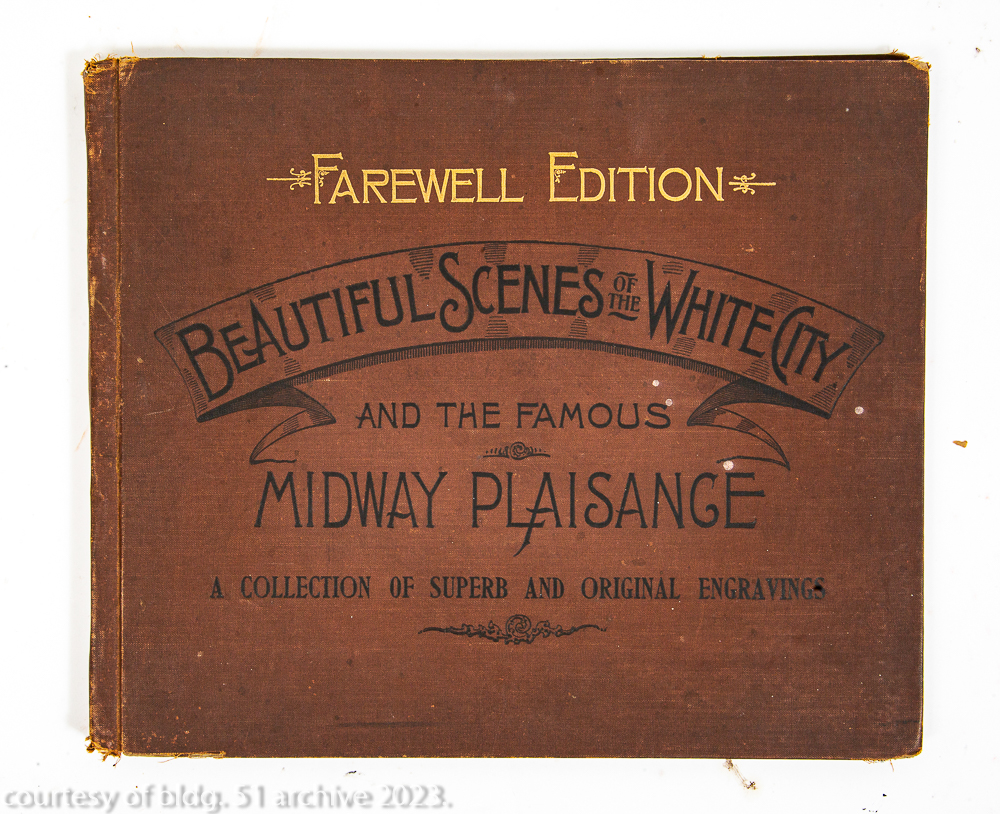 FAREWELL EDITION
BEAUTIFUL SCENES OF THE WHITE CITY
AND THE FAMOUS
MIDWAY PLAISANCE
A COLLECTION OF SUPERB AND ORIGINAL ENGRAVINGS
courtesy of bldg. 51 archive 2023.